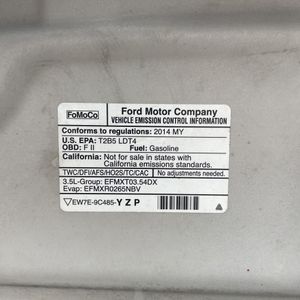 FoMoCo
Ford Motor Company
VEHICLE EMISSION CONTROL INFORMATION
Conforms to regulations: 2014 MY
U.S. EPA: T2B5 LDT4
OBD: F II Fuel: Gasoline
California: Not for sale in states with
California emissions standards.
TWC/DFI/AFS/HO2S/TC/CAC No adjustments needed.
3.5L-Group: EFMXT03.54DX
Evap: EFMXR0265NBV
EW7E-9C485-YZP